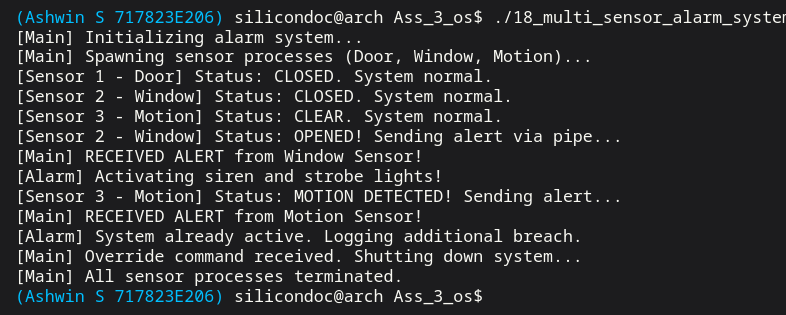 (Ashwin S 717823E206) silicondoc@arch Ass_3_os$ ./18_multi_sensor_alarm_system
[Main] Initializing alarm system...
[Main] Spawning sensor processes (Door, Window, Motion)...
[Sensor 1 - Door] Status: CLOSED. System normal.
[Sensor 2 - Window] Status: CLOSED. System normal.
[Sensor 3 - Motion] Status: CLEAR. System normal.
[Sensor 2 - Window] Status: OPENED! Sending alert via pipe...
[Main] RECEIVED ALERT from Window Sensor!
[Alarm] Activating siren and strobe lights!
[Sensor 3 - Motion] Status: MOTION DETECTED! Sending alert...
[Main] RECEIVED ALERT from Motion Sensor!
[Alarm] System already active. Logging additional breach.
[Main] Override command received. Shutting down system...
[Main] All sensor processes terminated.
(Ashwin S 717823E206) silicondoc@arch Ass_3_os$